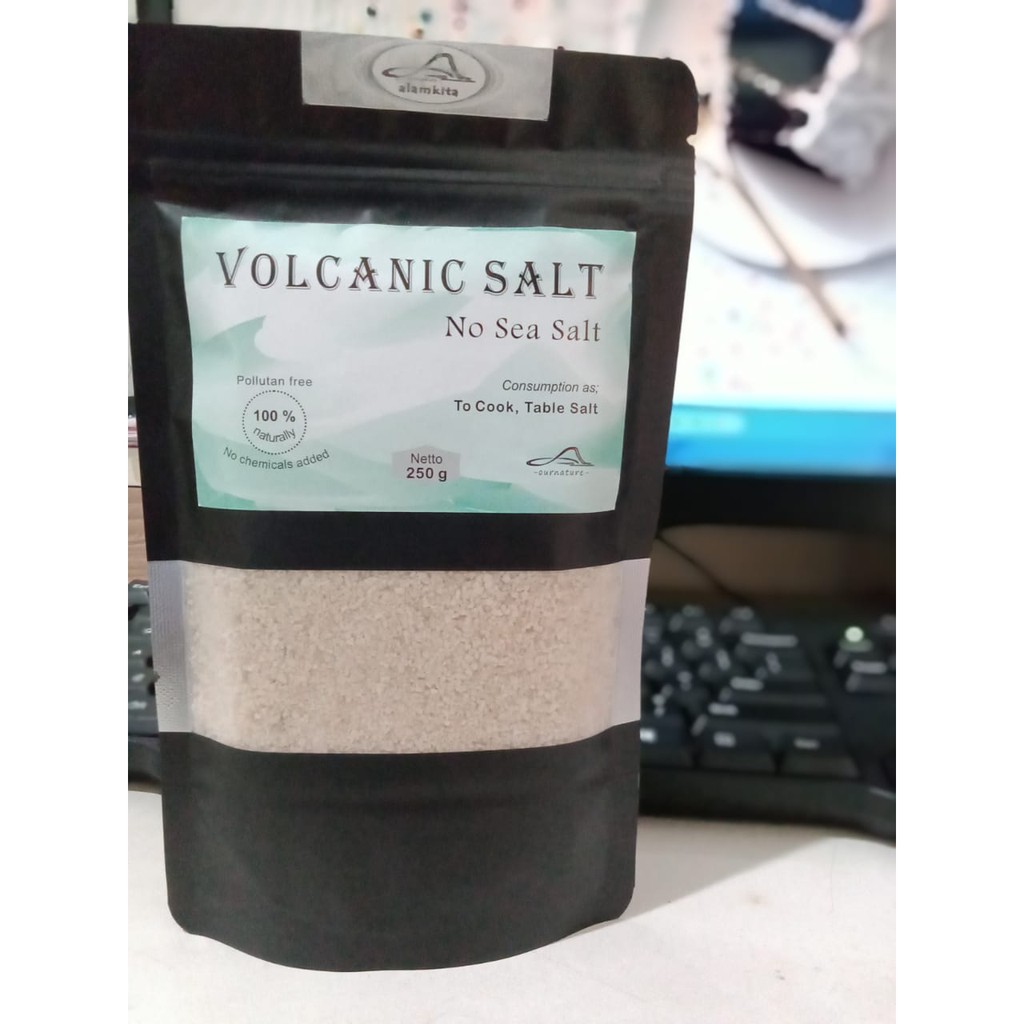 alamkita
VOLCANIC SALT
No Sea Salt
Pollutan free
100 %
naturally
No chemicals added
Consumption as;
To Cook, Table Salt
Netto
250 g
-ournature-